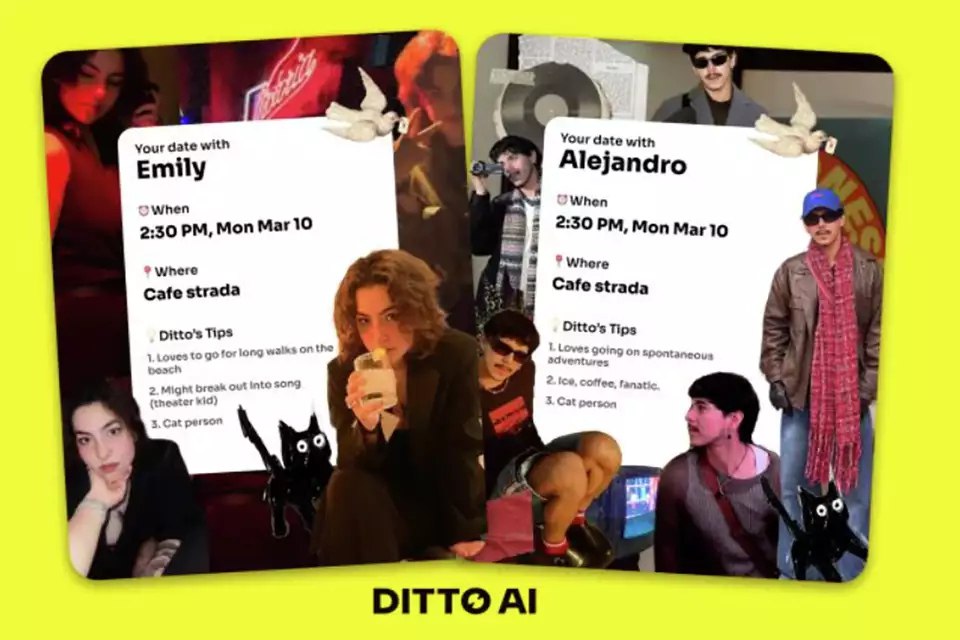 Your date with
Emily
When
2:30 PM, Mon Mar 10
Where
Cafe strada
Ditto's Tips
1. Loves to go for long walks on the
beach
2. Might break out into song
(theater kid)
3. Cat person
Your date with
Alejandro
When
2:30 PM, Mon Mar 10
Where
Cafe strada
Ditto's Tips
1. Loves going on spontaneous
adventures
2. Ice, coffee, fanatic.
3. Cat person
DITTO AI